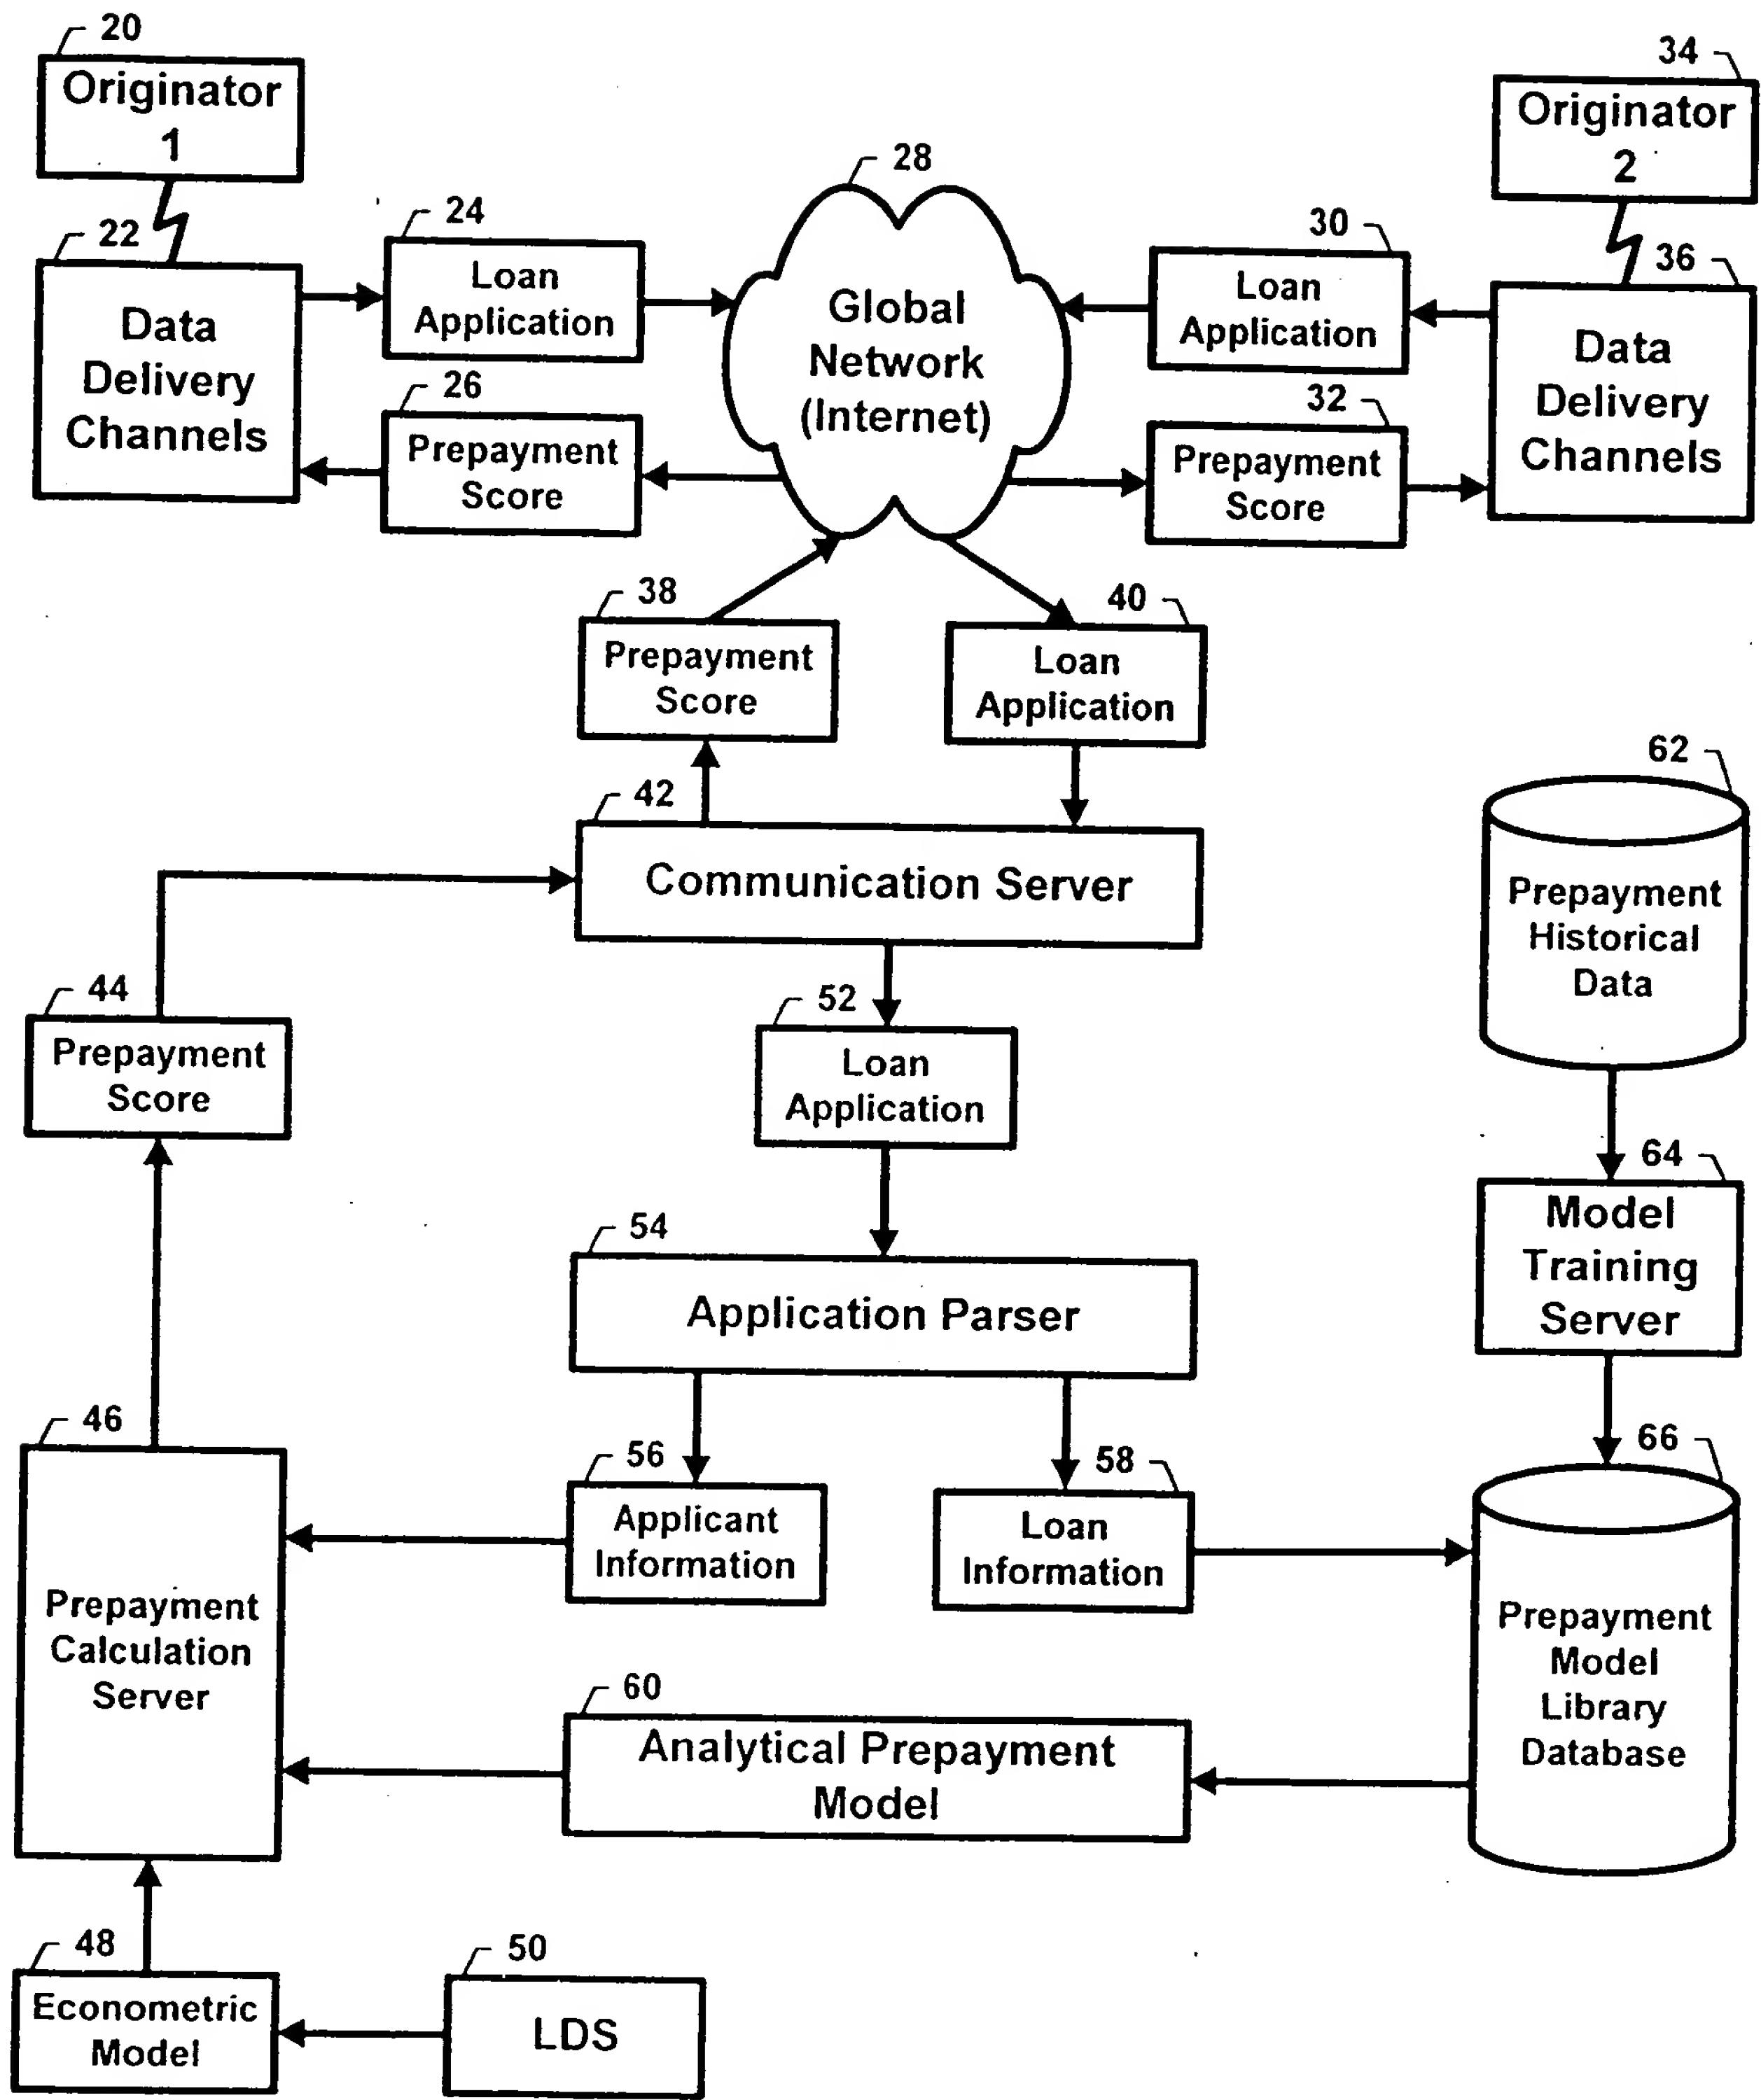 20
Originator
1
34
Originator
2
28
Global
Network
(Internet)
22
Data
Delivery
Channels
24
Loan
Application
26
Prepayment
Score
30
Loan
Application
32
Prepayment
Score
36
Data
Delivery
Channels
38
Prepayment
Score
40
Loan
Application
42
Communication Server
62
Prepayment
Historical
Data
44
Prepayment
Score
52
Loan
Application
64
Model
Training
Server
54
Application Parser
46
Prepayment
Calculation
Server
56
Applicant
Information
58
Loan
Information
66
Prepayment
Model
Library
Database
60
Analytical Prepayment
Model
48
Econometric
Model
50
LDS